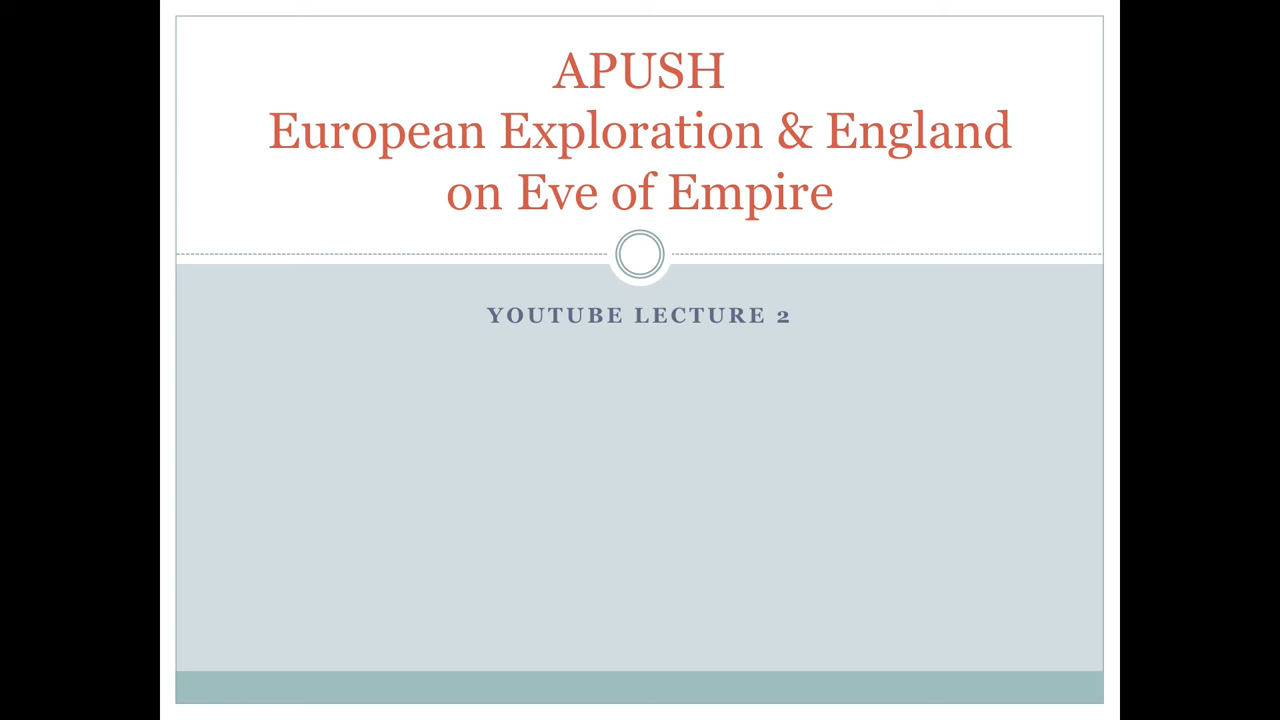 APUSH
European Exploration & England
on Eve of Empire
YOUTUBE LECTURE 2